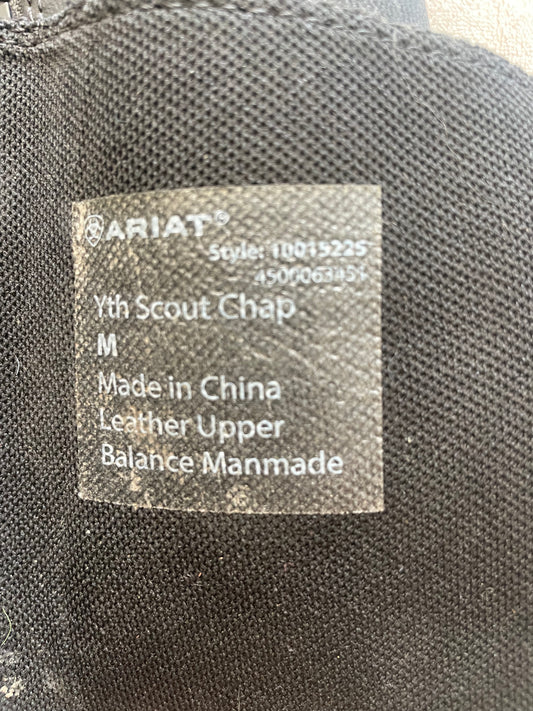 ARIAT©
Style: 10015225
4500063451
Yth Scout Chap
M
Made in China
Leather Upper
Balance Manmade